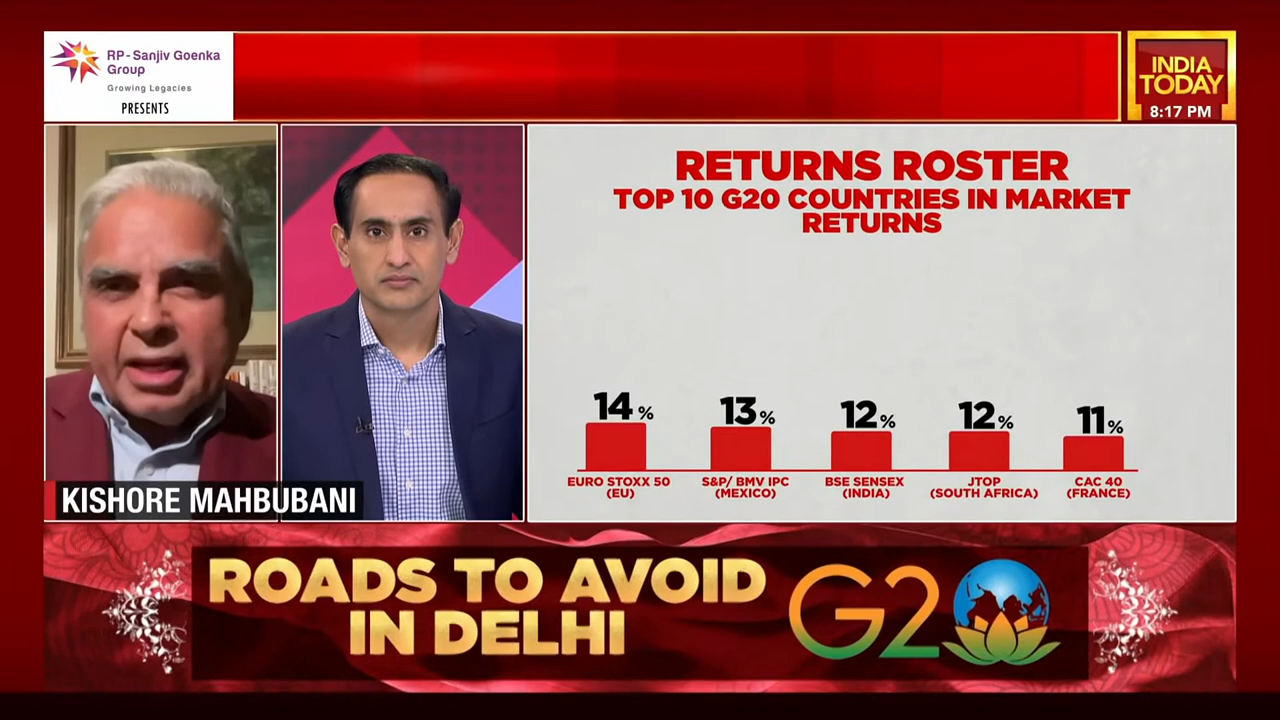 RP-Sanjiv Goenka
Group
Growing Legacies
PRESENTS
INDIA
TODAY
8:17 PM
RETURNS ROSTER
TOP 10 G20 COUNTRIES IN MARKET
RETURNS
14%
13%
12%
12%
11%
EURO STOXX 50
(EU)
S&P/ BMV IPC
(MEXICO)
BSE SENSEX
(INDIA)
JTOP
(SOUTH AFRICA)
CAC 40
(FRANCE)
KISHORE MAHBUBANI
ROADS TO AVOID
IN DELHI
G20